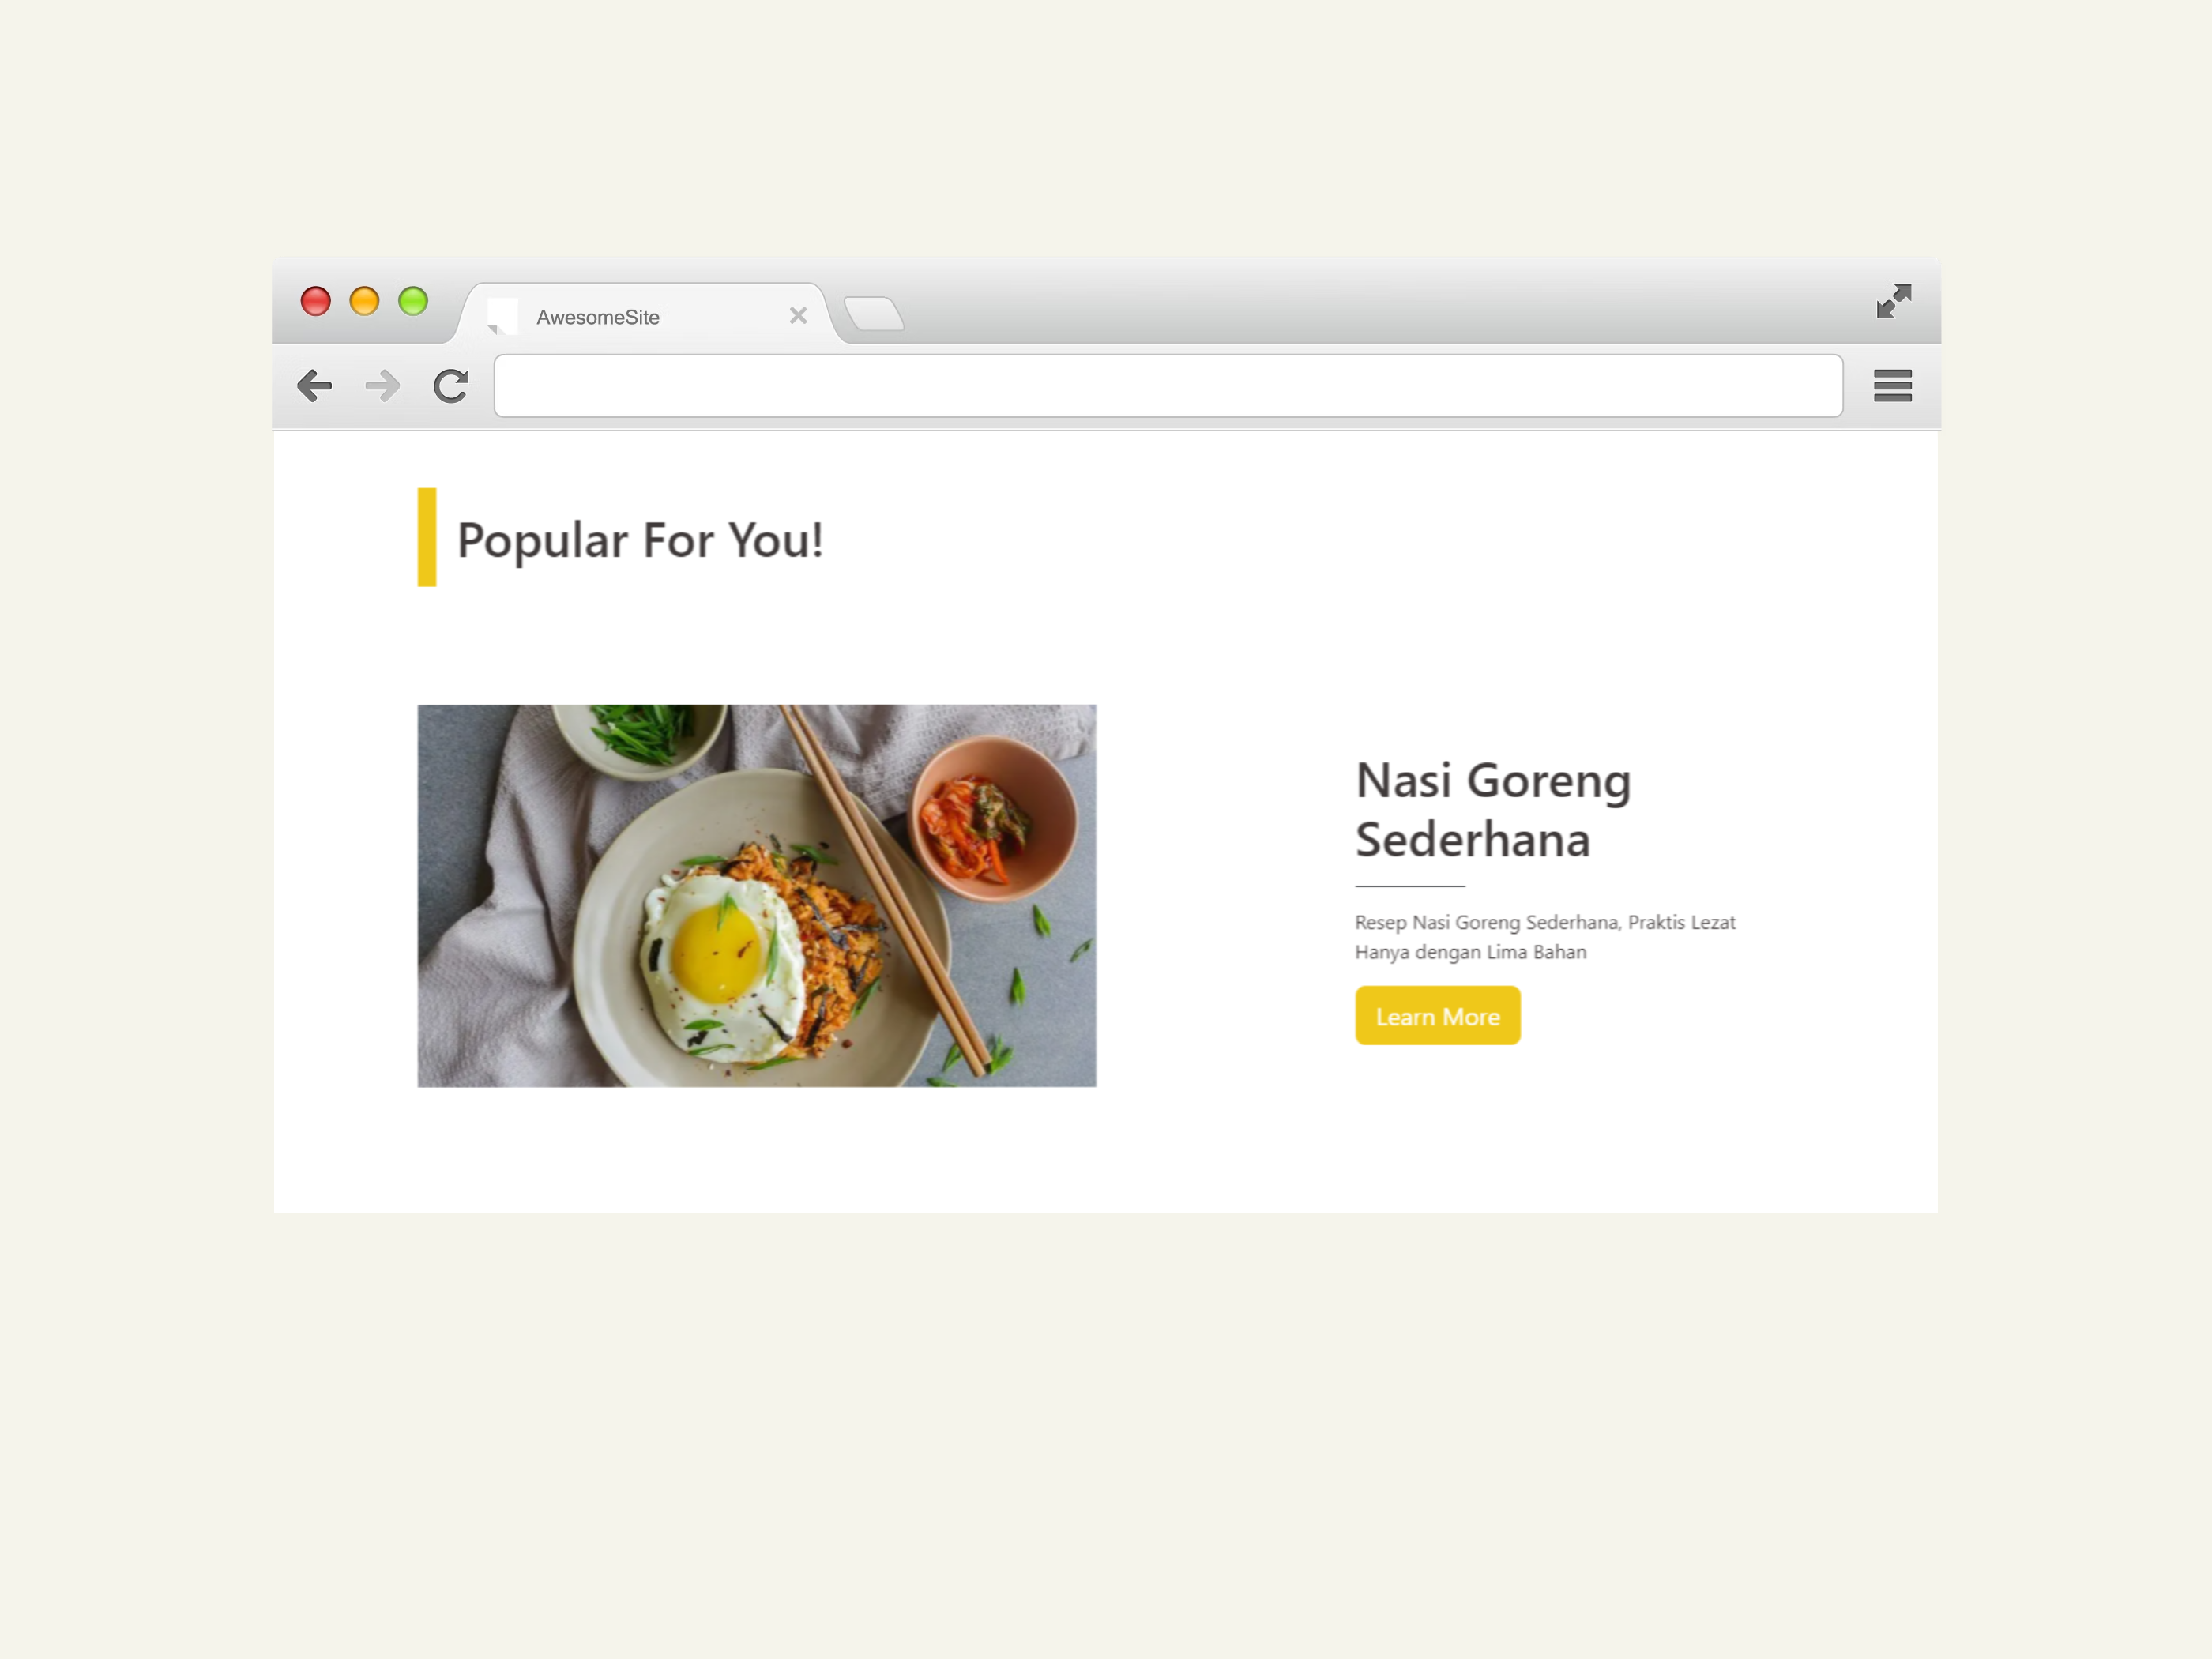 AwesomeSite
Popular For You!
Nasi Goreng
Sederhana
Resep Nasi Goreng Sederhana, Praktis Lezat
Hanya dengan Lima Bahan
Learn More